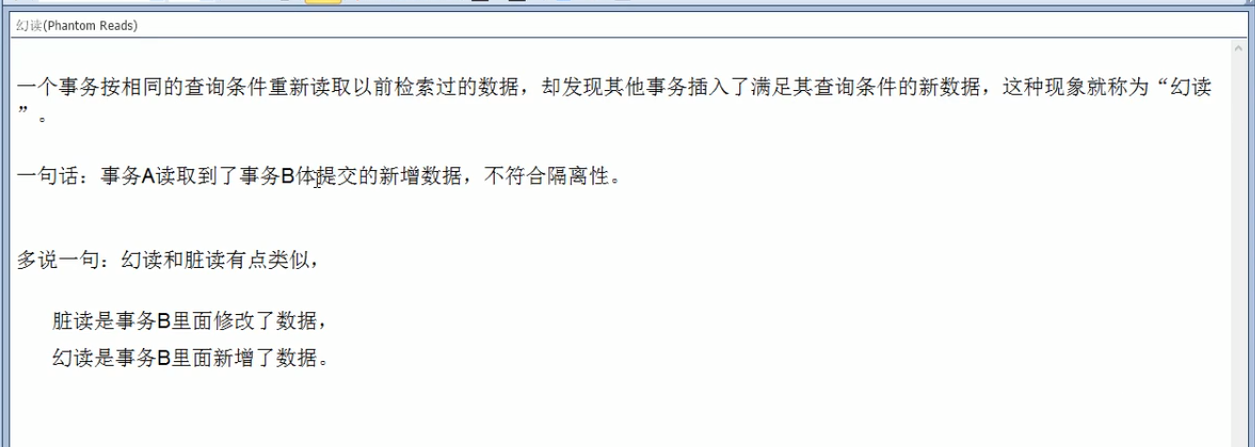 幻读(Phantom Reads)
一个事务按相同的查询条件重新读取以前检索过的数据，却发现其他事务插入了满足其查询条件的新数据，这种现象就称为“幻读
”。
一句话：事务A读取到了事务B体提交的新增数据，不符合隔离性。
多说一句：幻读和脏读有点类似，
脏读是事务B里面修改了数据，
幻读是事务B里面新增了数据。